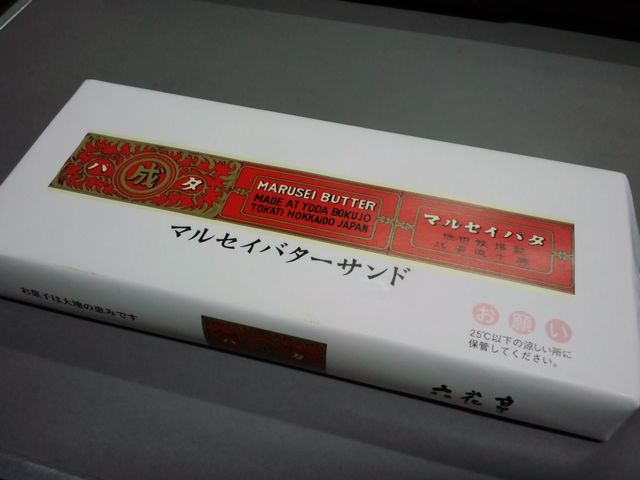 バ 成 タ
MARUSEI BUTTER
MADE AT YODA BOKUJO
TOKATI HOKKAIDO JAPAN
マルセイバタ
マルセイバターサンド
お願い
25℃以下の涼しい所に
保管してください。
お菓子は大地の恵みです
バ タ
六花亭